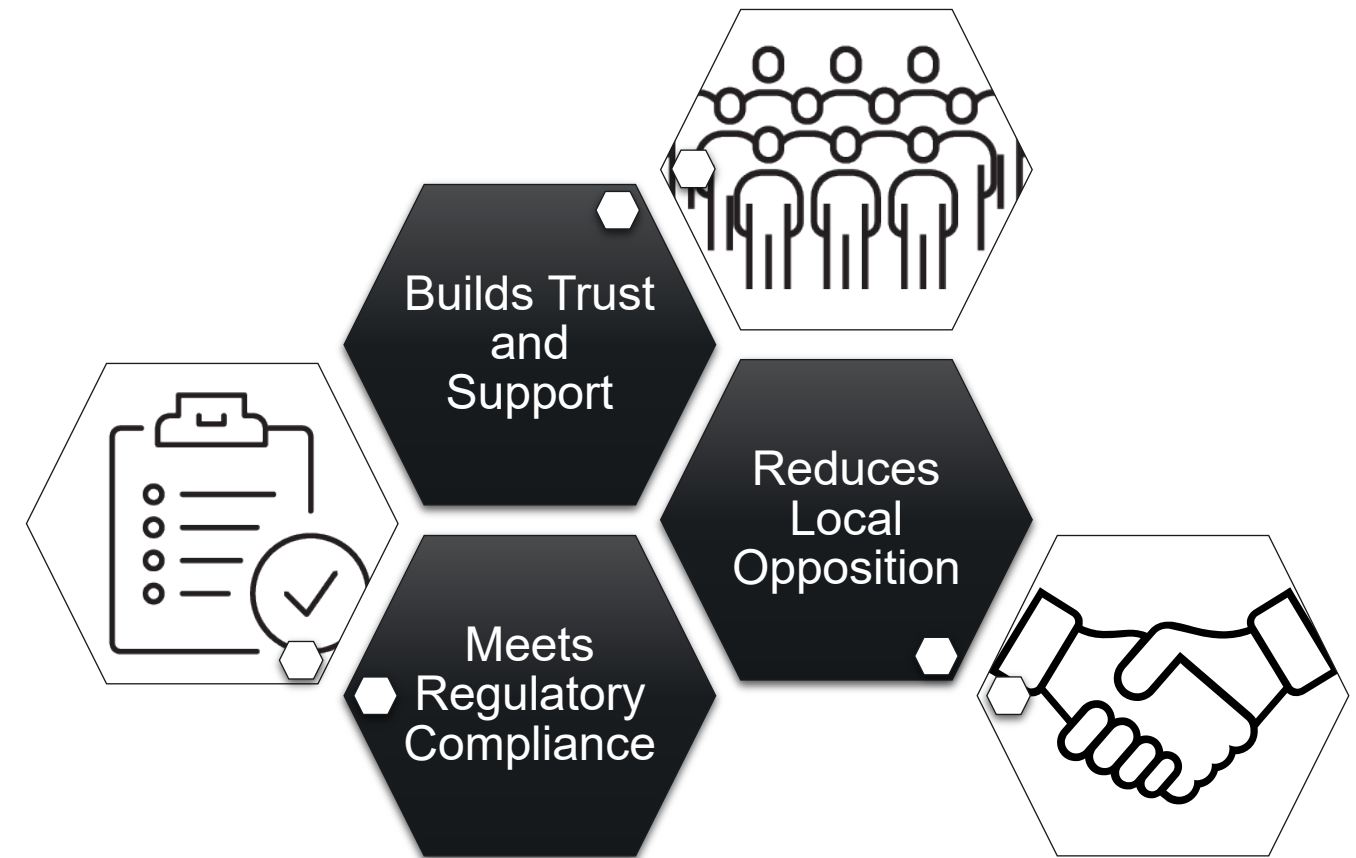 Builds Trust
and
Support
Reduces
Local
Opposition
Meets
Regulatory
Compliance